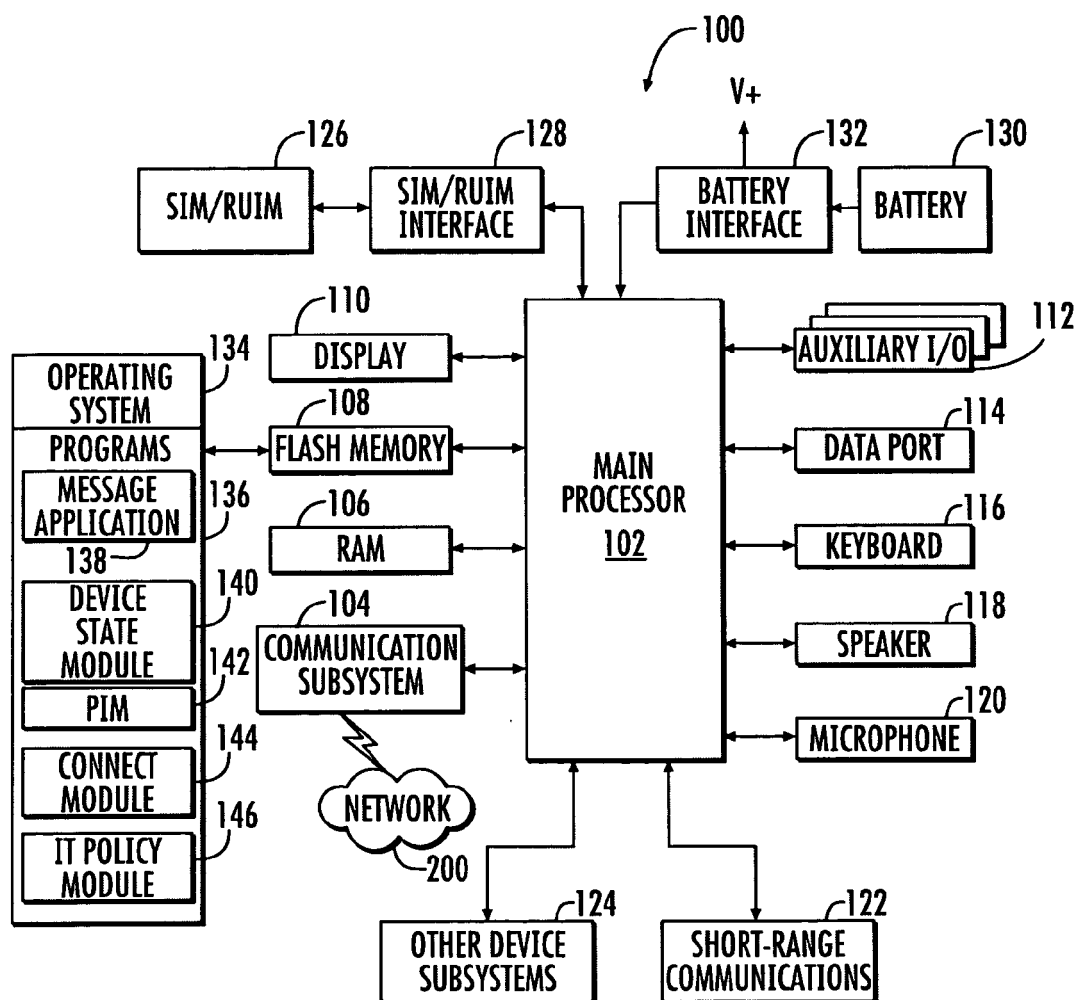 100
V+
126
128
132
130
SIM/RUIM
SIM/RUIM
INTERFACE
BATTERY
INTERFACE
BATTERY
110
DISPLAY
112
AUXILIARY I/O
134
OPERATING
SYSTEM
108
FLASH MEMORY
114
DATA PORT
PROGRAMS
MESSAGE
APPLICATION
136
138
MAIN
PROCESSOR
102
106
RAM
116
KEYBOARD
140
DEVICE
STATE
MODULE
104
COMMUNICATION
SUBSYSTEM
118
SPEAKER
142
PIM
120
MICROPHONE
144
CONNECT
MODULE
NETWORK
200
146
IT POLICY
MODULE
124
OTHER DEVICE
SUBSYSTEMS
122
SHORT-RANGE
COMMUNICATIONS